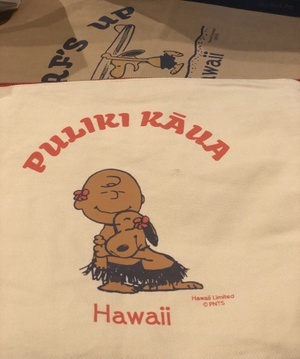 RF'S UP
Hawaii
PULIKI KĀUA
Hawaii Limited
© PNTS.
Hawaii